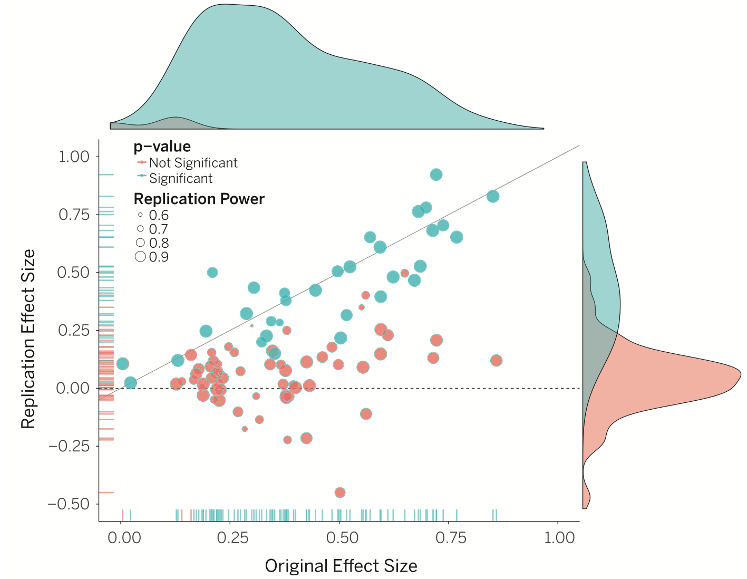 p−value
Not Significant
Significant
Replication Power
0.6
0.7
0.8
0.9
Replication Effect Size
1.00
0.75
0.50
0.25
0.00
−0.25
−0.50
0.00 0.25 0.50 0.75 1.00
Original Effect Size